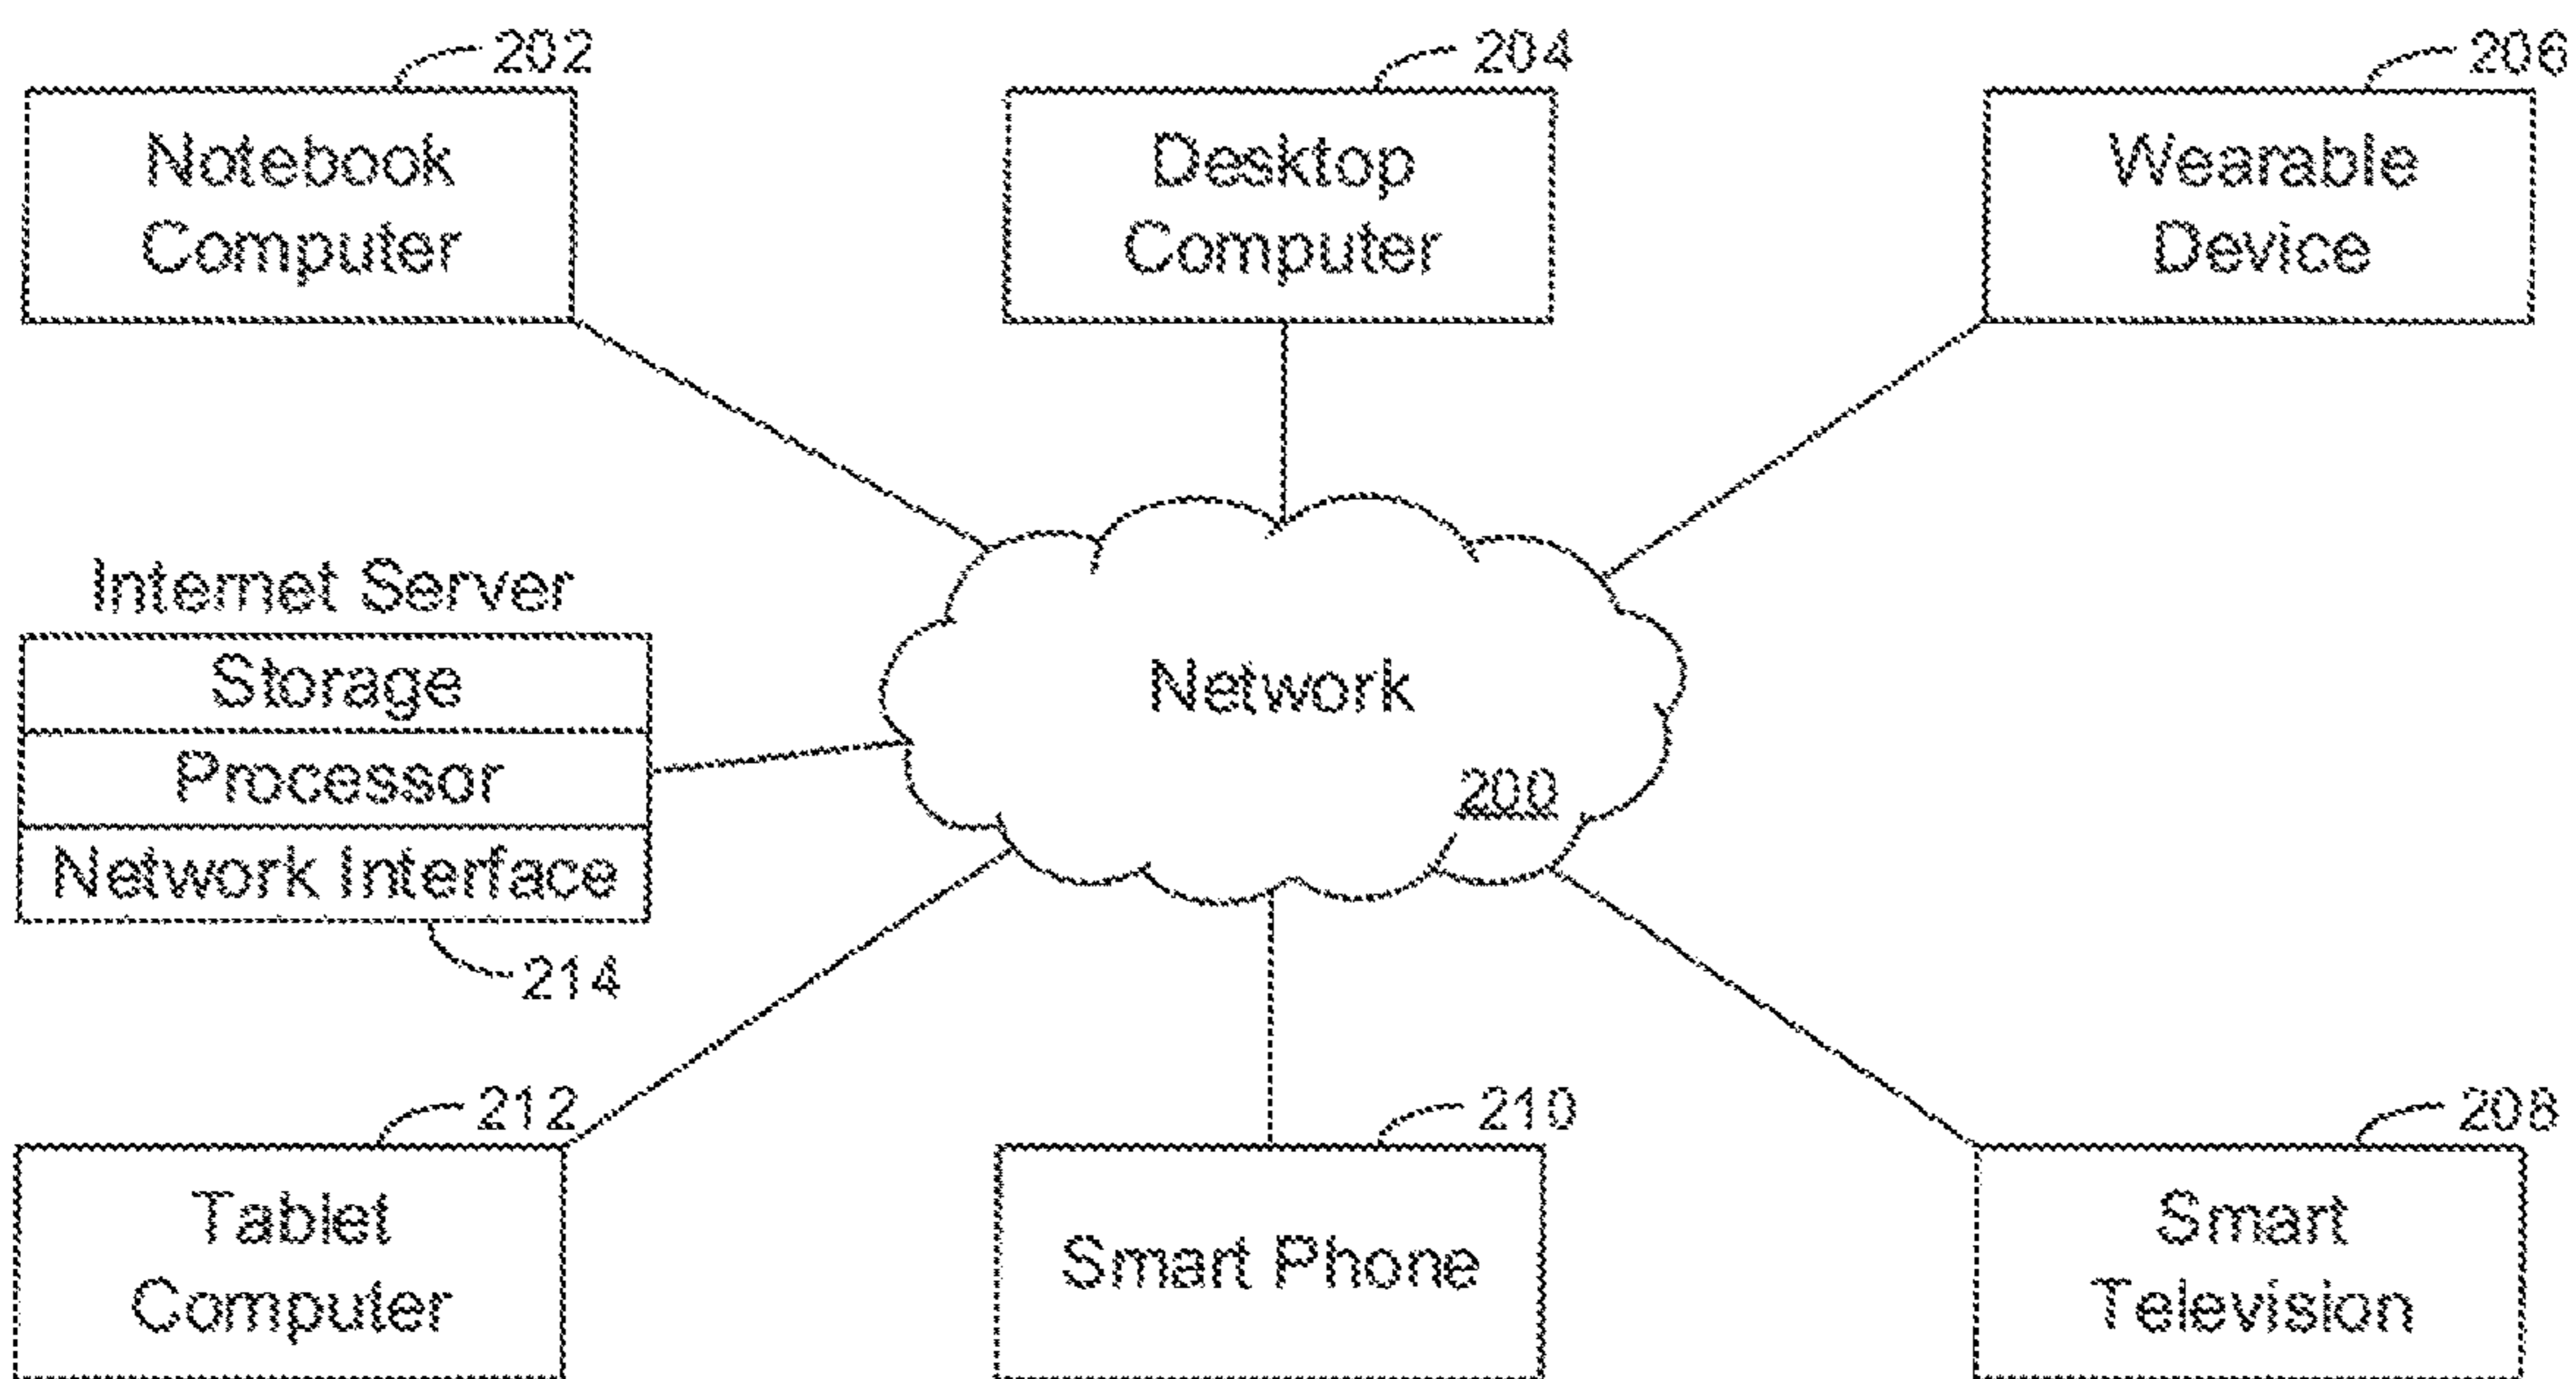 202
Notebook
Computer
204
Desktop
Computer
206
Wearable
Device
Internet Server
Storage
Processor
Network Interface
214
Network
200
212
Tablet
Computer
210
Smart Phone
208
Smart
Television